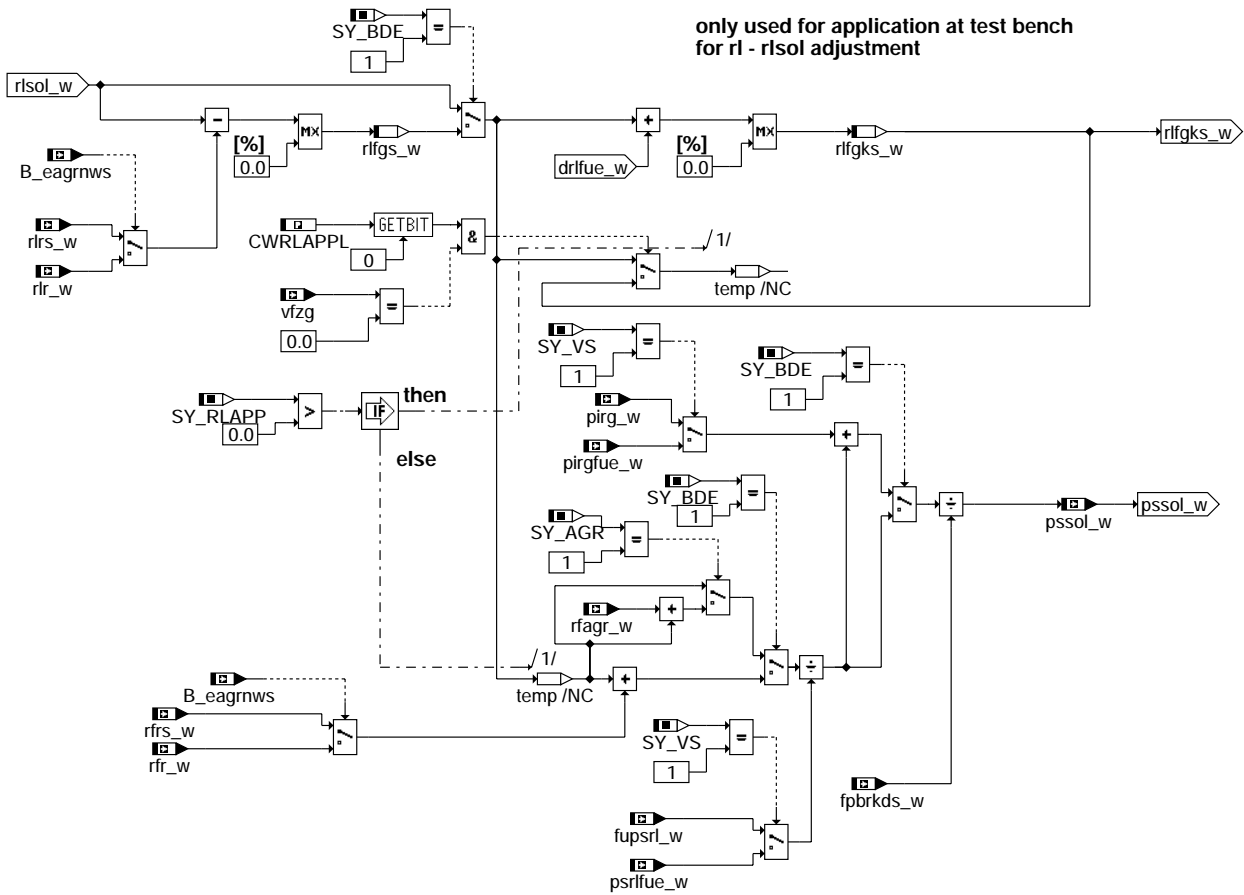 only used for application at test bench
for rl - rlsol adjustment
SY_BDE
=
1
rlsol_w
-
[%]
MX
0.0
rlfgs_w
+
drlfue_w
[%]
MX
0.0
rlfgks_w
rlfgks_w
B_eagrnws
rlrs_w
rlr_w
CWRLAPPL
P
GETBIT
0
&
/ 1/
temp /NC
vfzg
=
0.0
SY_VS
=
1
SY_BDE
=
1
SY_RLAPP
>
0.0
IF
then
else
pirg_w
pirgfue_w
+
SY_BDE
=
1
SY_AGR
=
1
÷
pssol_w
pssol_w
rfagr_w
+
/ 1/
temp /NC
+
÷
B_eagrnws
rfrs_w
rfr_w
SY_VS
=
1
fpbrkds_w
fupsrl_w
psrlfue_w